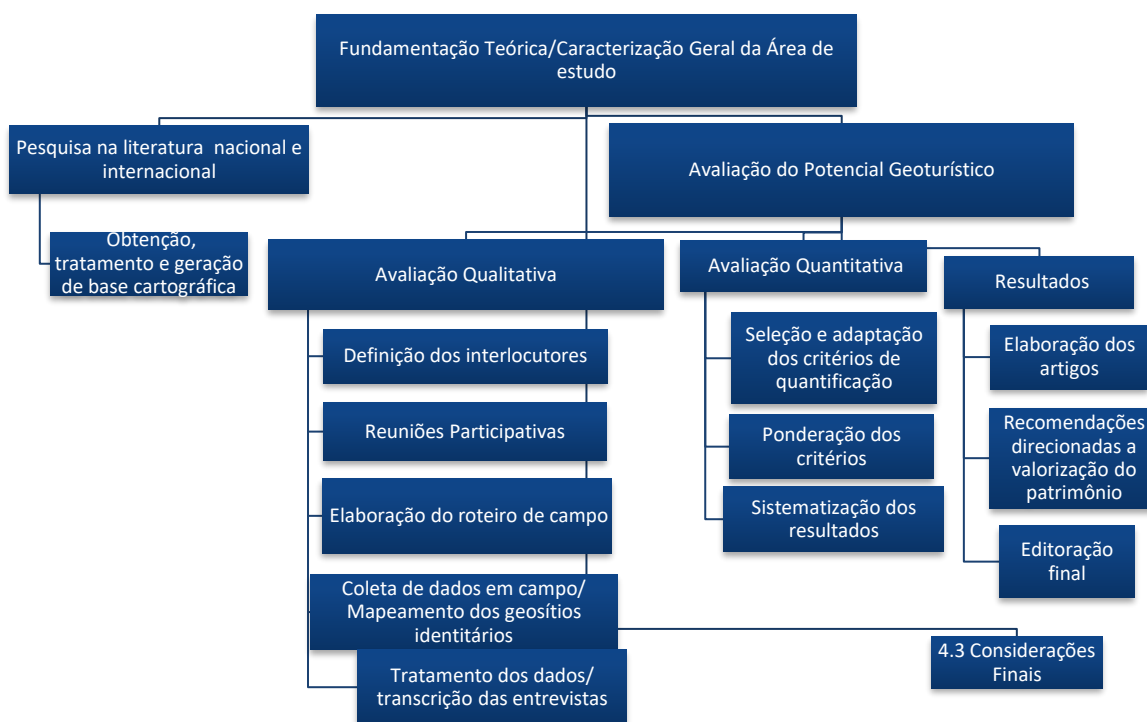 Fundamentação Teórica/Caracterização Geral da Área de
estudo
Pesquisa na literatura nacional e
internacional
Avaliação do Potencial Geoturístico
Obtenção,
tratamento e geração
de base cartográfica
Avaliação Qualitativa
Definição dos interlocutores
Reuniões Participativas
Elaboração do roteiro de campo
Coleta de dados em campo/
Mapeamento dos geosítios
identitários
Tratamento dos dados/
transcrição das entrevistas
Avaliação Quantitativa
Seleção e adaptação
dos critérios de
quantificação
Ponderação dos
critérios
Sistematização dos
resultados
Resultados
Elaboração dos
artigos
Recomendações
direcionadas a
valorização do
patrimônio
Editoração
final
4.3 Considerações
Finais